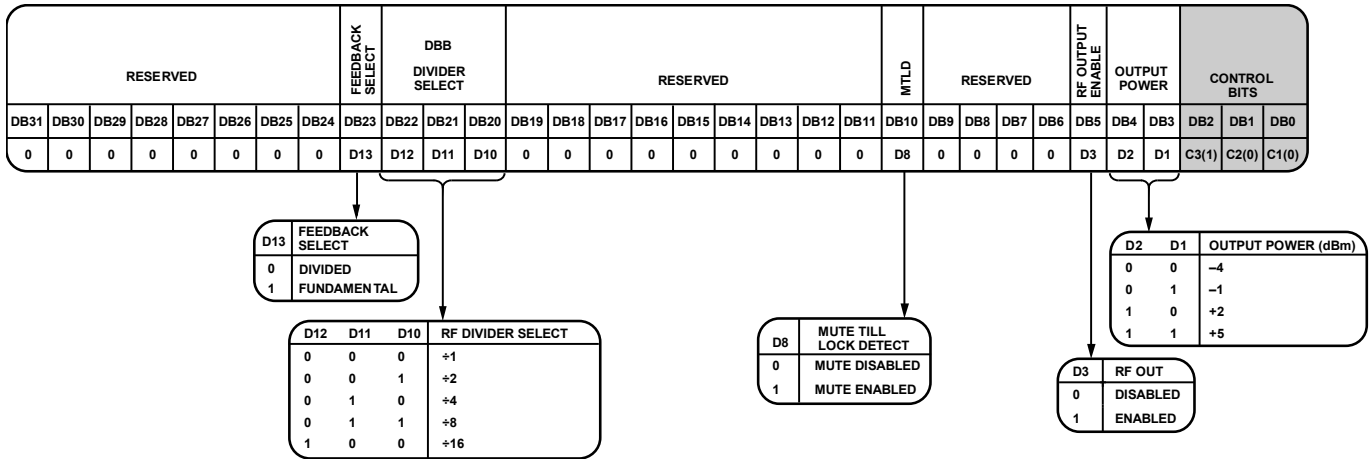 RESERVED
FEEDBACK
SELECT
DBB
DIVIDER
SELECT
RESERVED
MTLD
RESERVED
RF OUTPUT
ENABLE
OUTPUT
POWER
CONTROL
BITS
DB31 DB30 DB29 DB28 DB27 DB26 DB25 DB24 DB23 DB22 DB21 DB20 DB19 DB18 DB17 DB16 DB15 DB14 DB13 DB12 DB11 DB10 DB9 DB8 DB7 DB6 DB5 DB4 DB3 DB2 DB1 DB0
0 0 0 0 0 0 0 0 D13 D12 D11 D10 0 0 0 0 0 0 0 0 0 D8 0 0 0 0 D3 D2 D1 C3(1) C2(0) C1(0)
D13 FEEDBACK
SELECT
0 DIVIDED
1 FUNDAMENTAL
D12 D11 D10 RF DIVIDER SELECT
0 0 0 ÷1
0 0 1 ÷2
0 1 0 ÷4
0 1 1 ÷8
1 0 0 ÷16
D8 MUTE TILL
LOCK DETECT
0 MUTE DISABLED
1 MUTE ENABLED
D3 RF OUT
0 DISABLED
1 ENABLED
D2 D1 OUTPUT POWER (dBm)
0 0 –4
0 1 –1
1 0 +2
1 1 +5